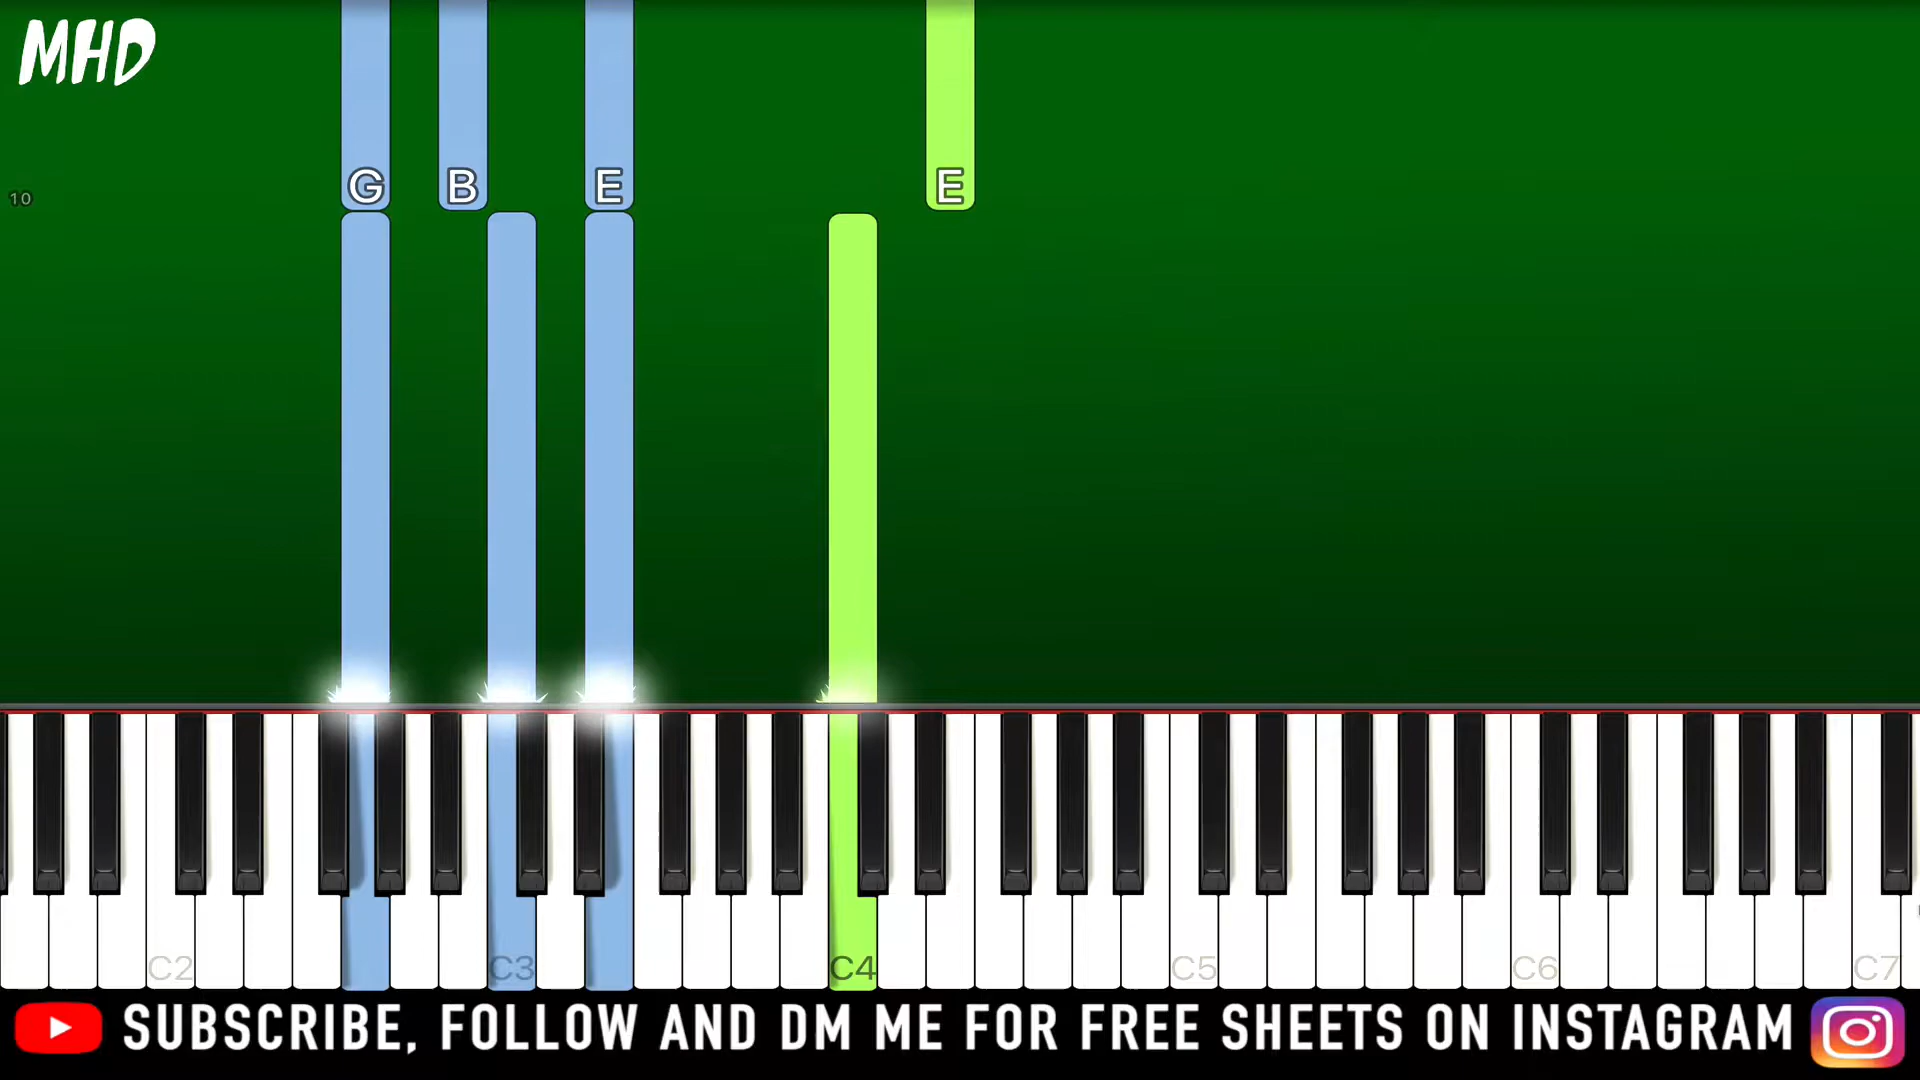 MHD
G B E E
10
C2 C3 C4 C5 C6 C7
SUBSCRIBE, FOLLOW AND DM ME FOR FREE SHEETS ON INSTAGRAM